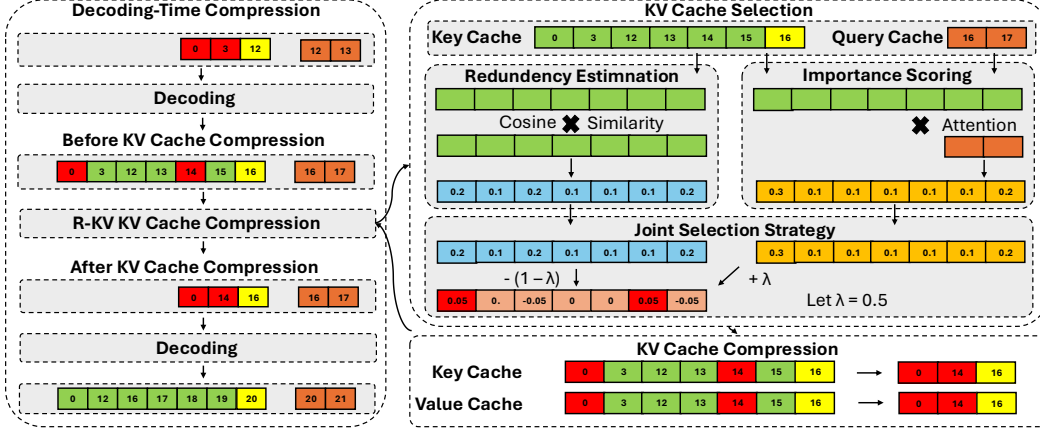 Decoding-Time Compression
0 3 12 12 13
Decoding
Before KV Cache Compression
0 3 12 13 14 15 16 16 17
R-KV KV Cache Compression
After KV Cache Compression
0 14 16 16 17
Decoding
0 12 16 17 18 19 20 20 21
KV Cache Selection
Key Cache 0 3 12 13 14 15 16 Query Cache 16 17
Redundency Estimnation
Cosine Similarity
0.2 0.1 0.2 0.1 0.1 0.1 0.2
Importance Scoring
Attention
0.3 0.1 0.1 0.1 0.1 0.1 0.2
Joint Selection Strategy
0.2 0.1 0.2 0.1 0.1 0.1 0.2 0.3 0.1 0.1 0.1 0.1 0.1 0.2
- (1 – λ) + λ
0.05 0. -0.05 0 0 0.05 -0.05 Let λ = 0.5
KV Cache Compression
Key Cache 0 3 12 13 14 15 16 0 14 16
Value Cache 0 3 12 13 14 15 16 0 14 16